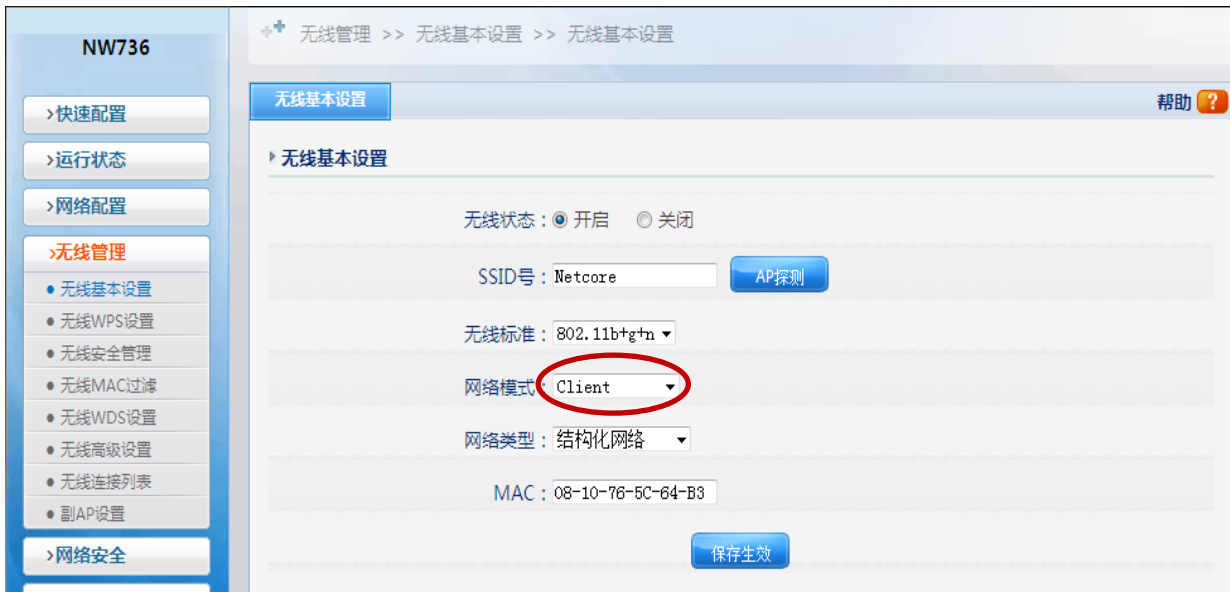 NW736
无线管理 >> 无线基本设置 >> 无线基本设置
>快速配置
>运行状态
>网络配置
>无线管理
无线基本设置
无线WPS设置
无线安全管理
无线MAC过滤
无线WDS设置
无线高级设置
无线连接列表
副AP设置
>网络安全
无线基本设置
帮助 ?
无线基本设置
无线状态： 开启 关闭
SSID号： Netcore AP探测
无线标准： 802.11b+g+n
网络模式： Client
网络类型： 结构化网络
MAC： 08-10-76-5C-64-B3
保存生效